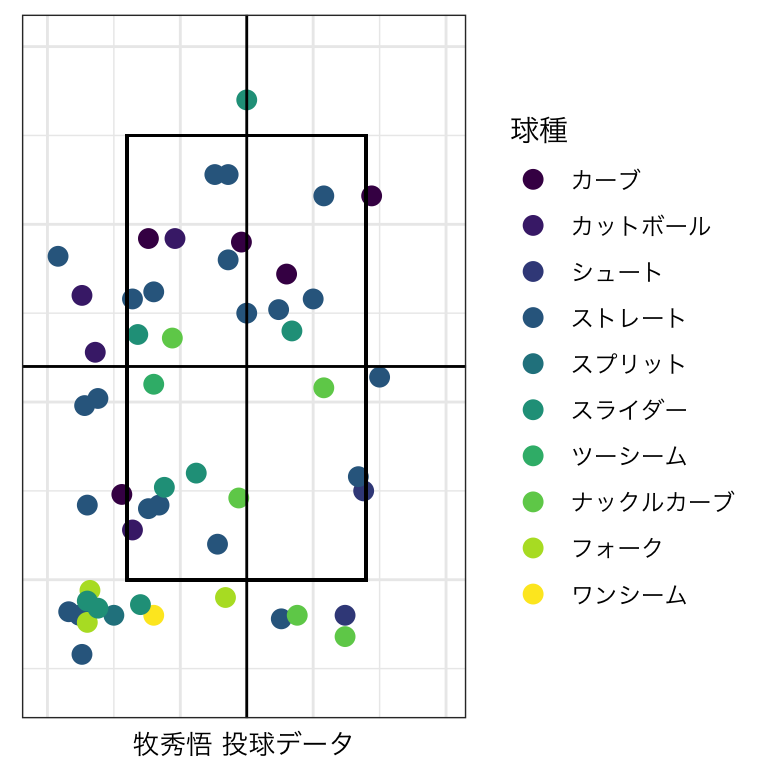 球種
カーブ
カットボール
シュート
ストレート
スプリット
スライダー
ツーシーム
ナックルカーブ
フォーク
ワンシーム
牧秀悟 投球データ